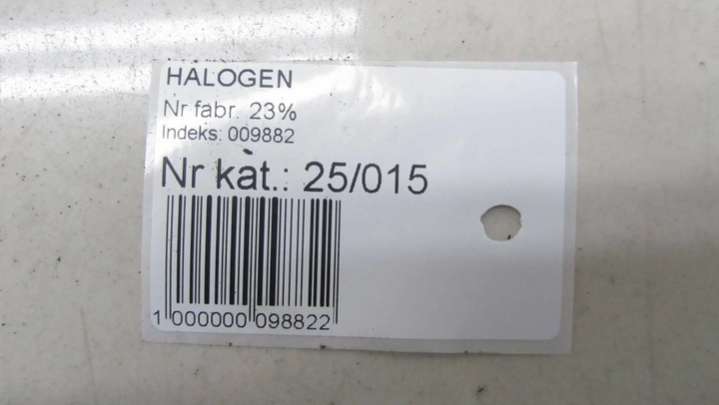 HALOGEN
Nr fabr. 23%
Indeks: 009882
Nr kat.: 25/015
1 000000 098822